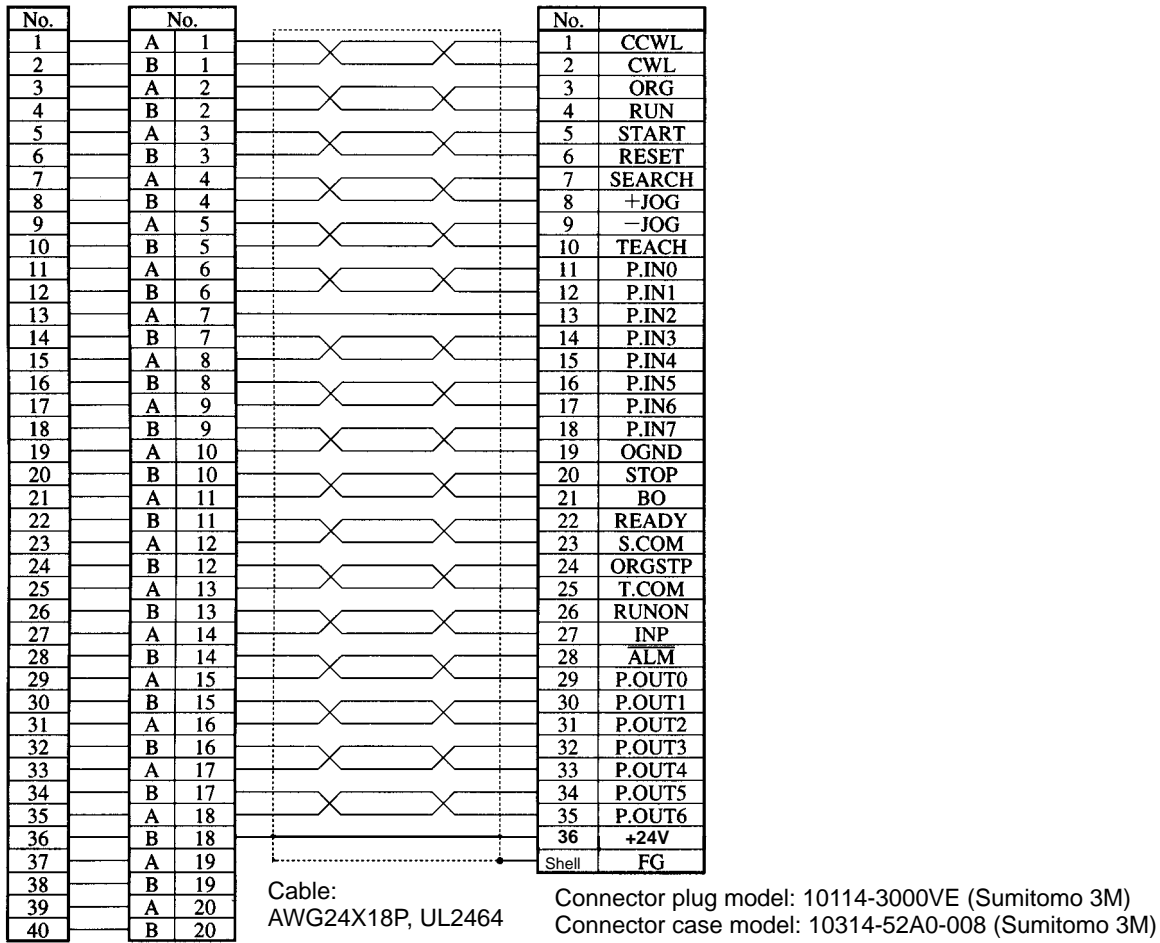 No. No. No.
1 A 1 1 CCWL
2 B 1 2 CWL
3 A 2 3 ORG
4 B 2 4 RUN
5 A 3 5 START
6 B 3 6 RESET
7 A 4 7 SEARCH
8 B 4 8 +JOG
9 A 5 9 −JOG
10 B 5 10 TEACH
11 A 6 11 P.IN0
12 B 6 12 P.IN1
13 A 7 13 P.IN2
14 B 7 14 P.IN3
15 A 8 15 P.IN4
16 B 8 16 P.IN5
17 A 9 17 P.IN6
18 B 9 18 P.IN7
19 A 10 19 OGND
20 B 10 20 STOP
21 A 11 21 BO
22 B 11 22 READY
23 A 12 23 S.COM
24 B 12 24 ORGSTP
25 A 13 25 T.COM
26 B 13 26 RUNON
27 A 14 27 INP
28 B 14 28 A̅L̅M̅
29 A 15 29 P.OUT0
30 B 15 30 P.OUT1
31 A 16 31 P.OUT2
32 B 16 32 P.OUT3
33 A 17 33 P.OUT4
34 B 17 34 P.OUT5
35 A 18 35 P.OUT6
36 B 18 36 +24V
37 A 19 Shell FG
38 B 19
39 A 20
40 B 20
Cable:
AWG24X18P, UL2464
Connector plug model: 10114-3000VE (Sumitomo 3M)
Connector case model: 10314-52A0-008 (Sumitomo 3M)